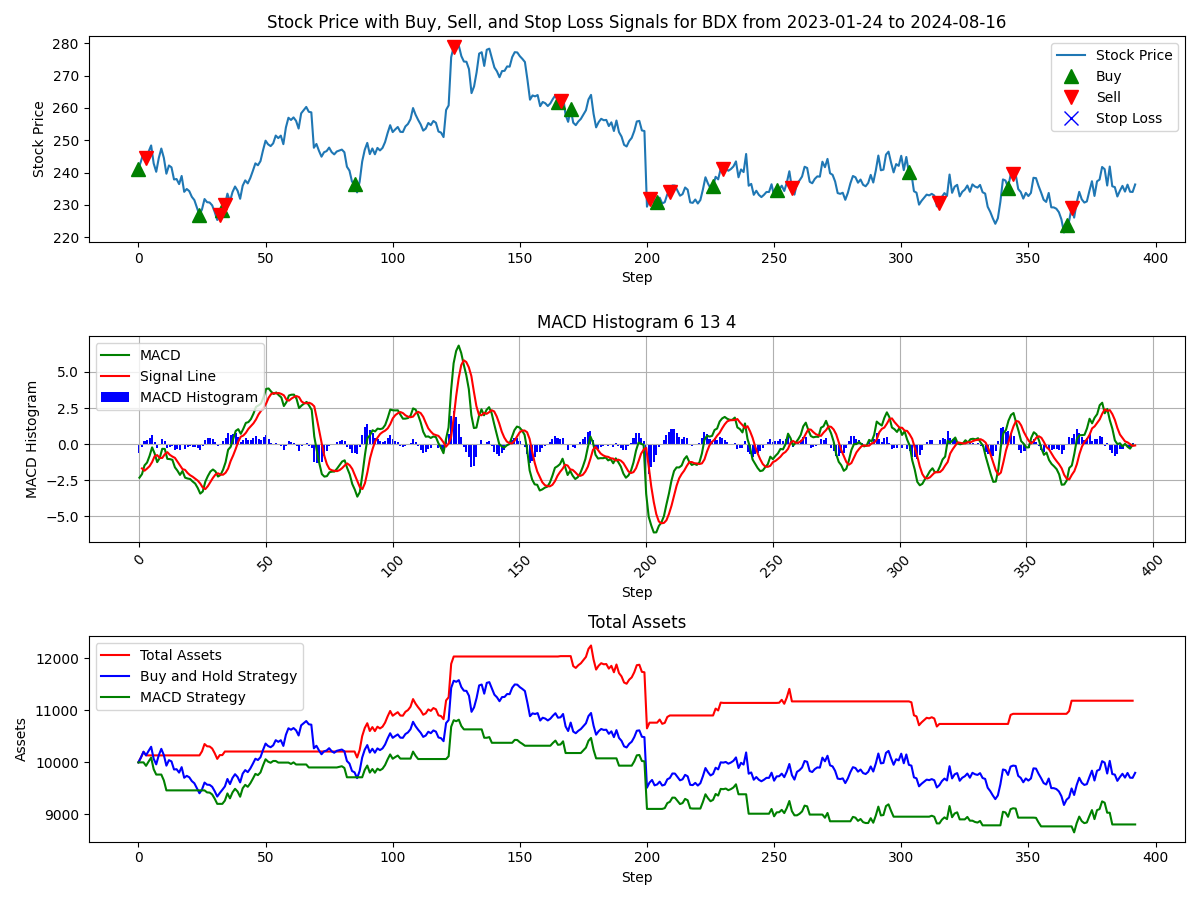 Stock Price with Buy, Sell, and Stop Loss Signals for BDX from 2023-01-24 to 2024-08-16
280
270
260
250
240
230
220
Stock Price
Stock Price
Buy
Sell
Stop Loss
0 50 100 150 200 250 300 350 400
Step
MACD Histogram 6 13 4
5.0
2.5
0.0
−2.5
−5.0
MACD Histogram
MACD
Signal Line
MACD Histogram
0 50 100 150 200 250 300 350 400
Step
Total Assets
12000
11000
10000
9000
Assets
Total Assets
Buy and Hold Strategy
MACD Strategy
0 50 100 150 200 250 300 350 400
Step